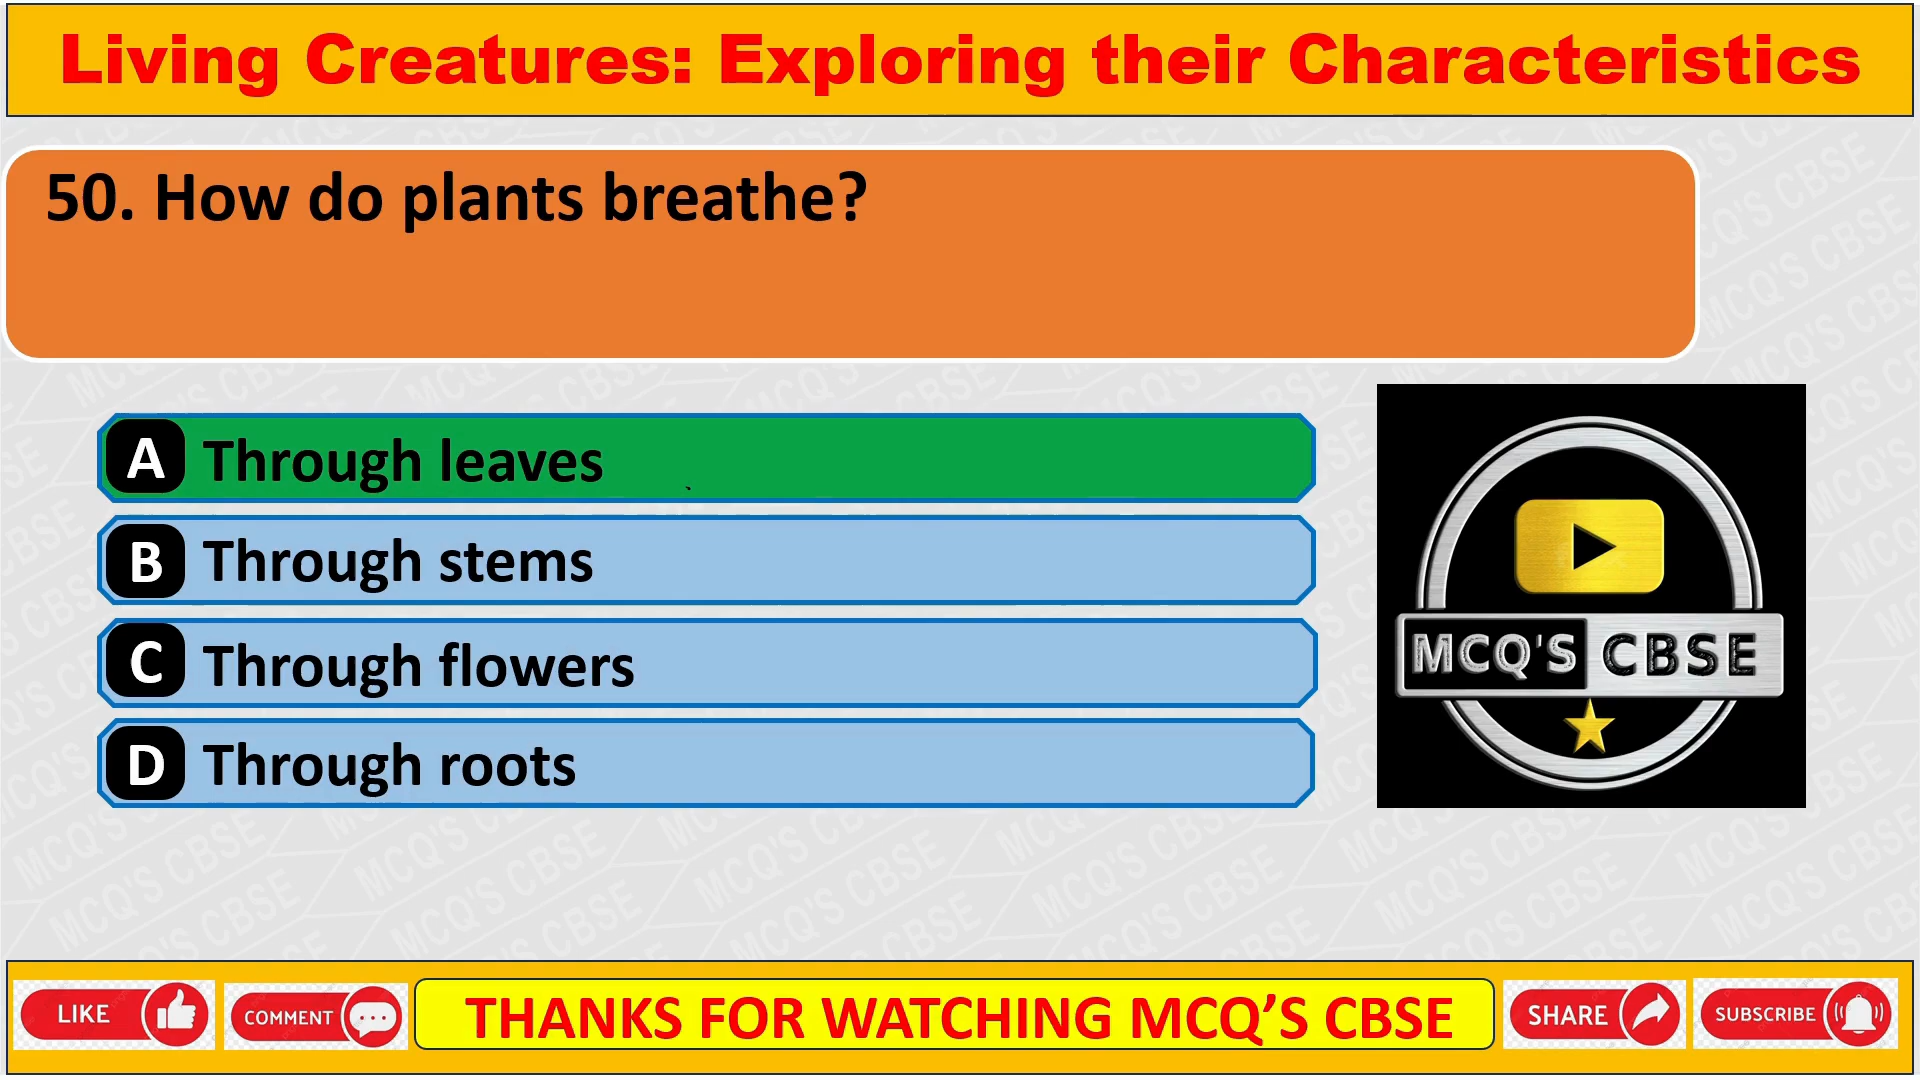 Living Creatures: Exploring their Characteristics
50. How do plants breathe?
A Through leaves
B Through stems
C Through flowers
D Through roots
MCQ'S CBSE
LIKE
COMMENT
THANKS FOR WATCHING MCQ’S CBSE
SHARE
SUBSCRIBE